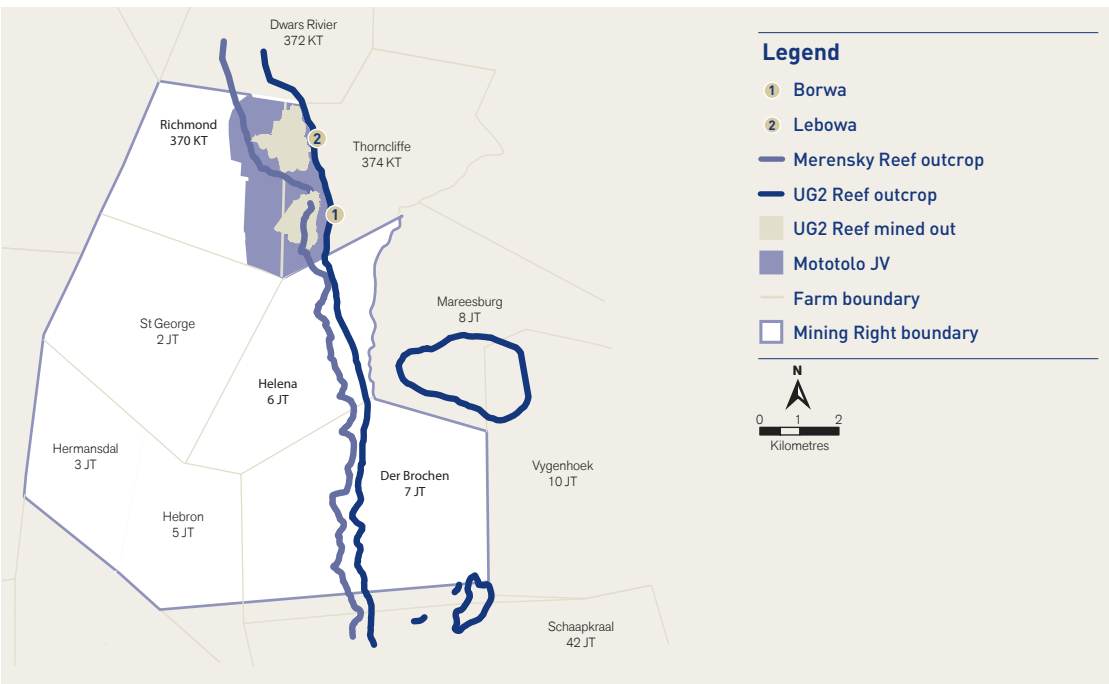 Dwars Rivier
372 KT
Richmond
370 KT
2
Thorncliffe
374 KT
1
Mareesburg
8 JT
St George
2 JT
Helena
6 JT
Hermansdal
3 JT
Der Brochen
7 JT
Vygenhoek
10 JT
Hebron
5 JT
Schaapkraal
42 JT
Legend
1 Borwa
2 Lebowa
Merensky Reef outcrop
UG2 Reef outcrop
UG2 Reef mined out
Mototolo JV
Farm boundary
Mining Right boundary
N
0 1 2
Kilometres